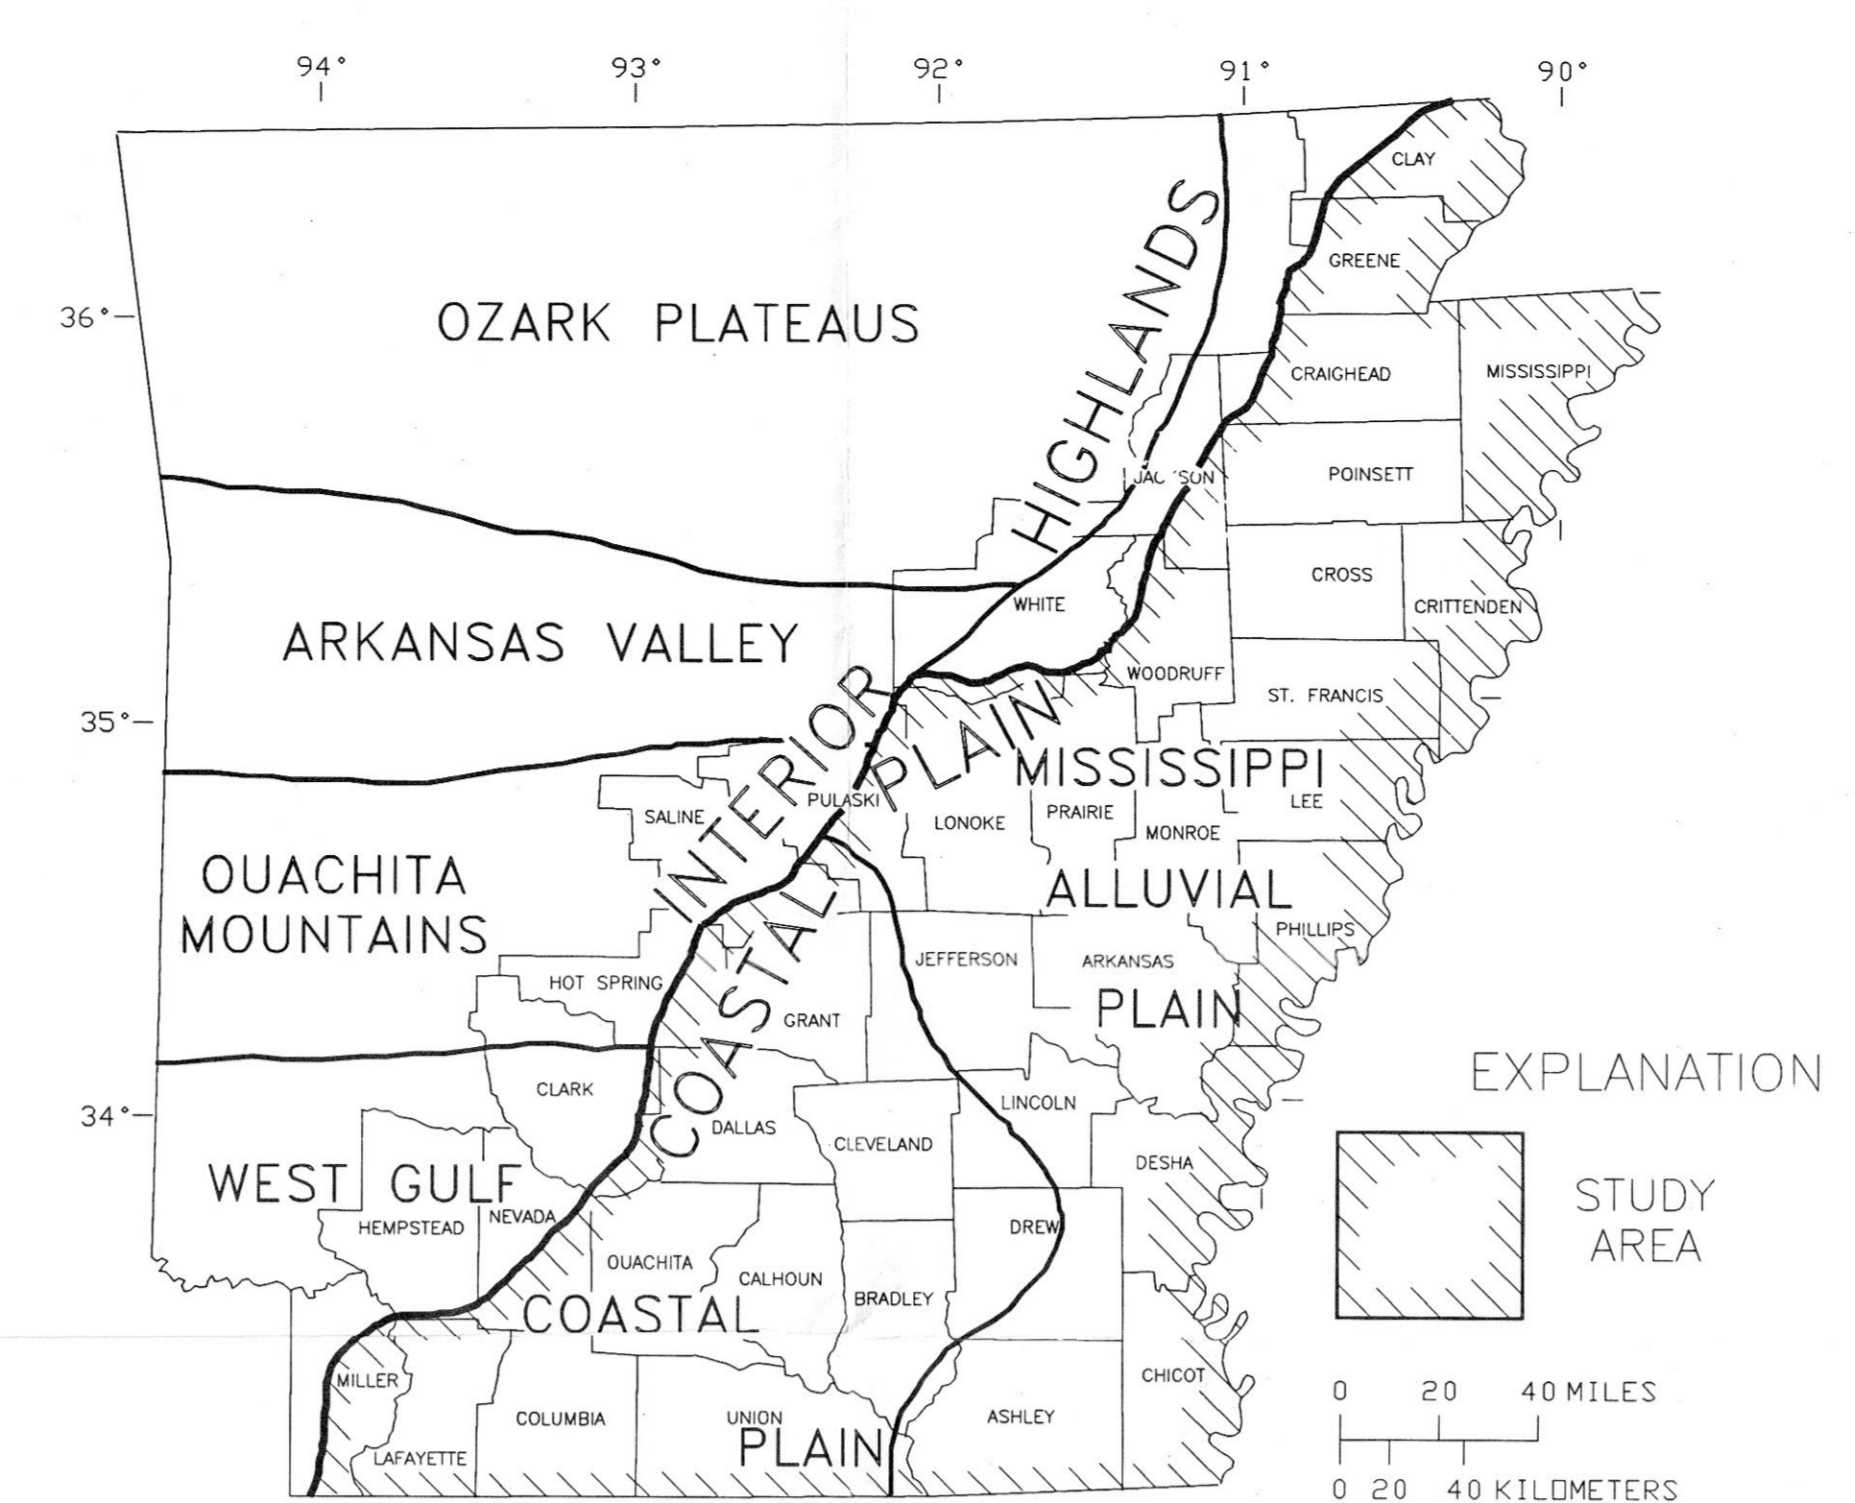 94° 93° 92° 91° 90°
36°
35°
34°
OZARK PLATEAUS
HIGHLANDS
INTERIOR
ARKANSAS VALLEY
OUACHITA
MOUNTAINS
COASTAL PLAIN
MISSISSIPPI
ALLUVIAL
PLAIN
WEST GULF
COASTAL
PLAIN
CLAY
GREENE
CRAIGHEAD
MISSISSIPPI
POINSETT
JACKSON
CROSS
CRITTENDEN
WHITE
WOODRUFF
ST. FRANCIS
PULASKI
SALINE
LONOKE
PRAIRIE
MONROE
LEE
PHILLIPS
HOT SPRING
GRANT
JEFFERSON
ARKANSAS
CLARK
DALLAS
CLEVELAND
LINCOLN
DESHA
HEMPSTEAD
NEVADA
OUACHITA
CALHOUN
BRADLEY
DREW
MILLER
LAFAYETTE
COLUMBIA
UNION
ASHLEY
CHICOT
EXPLANATION
STUDY
AREA
0 20 40 MILES
0 20 40 KILOMETERS